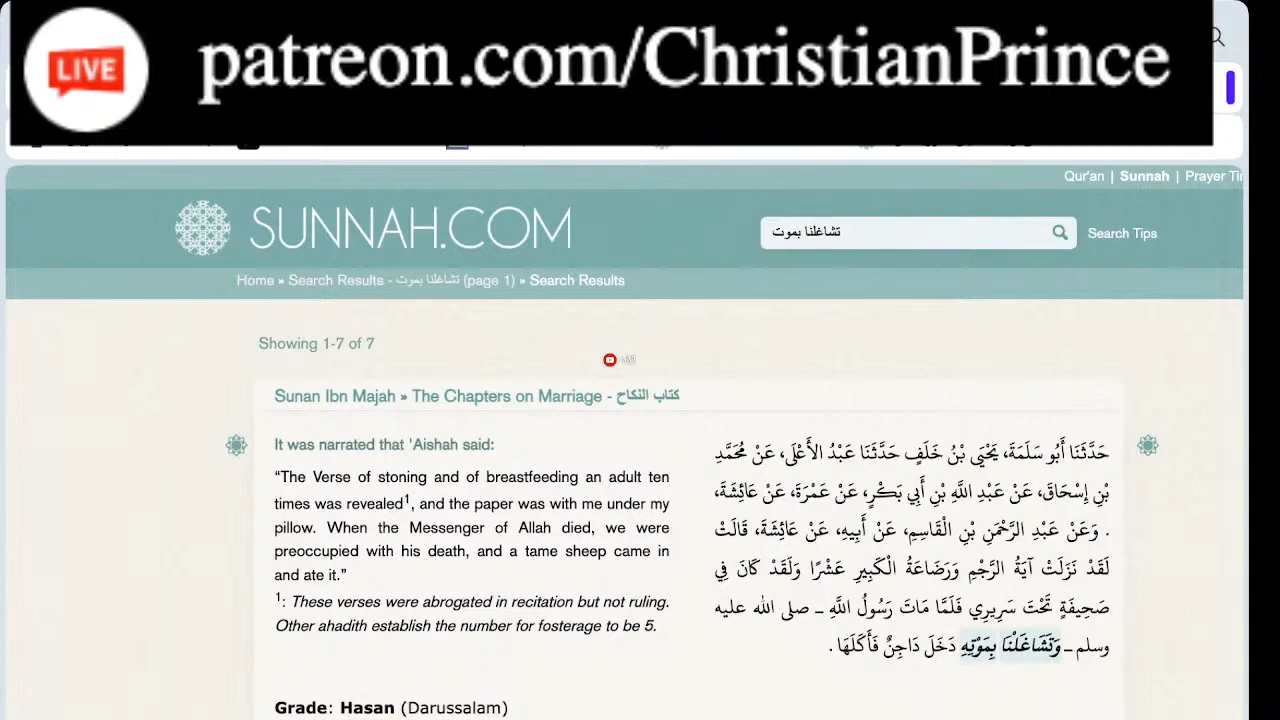 LIVE
patreon.com/ChristianPrince
Qur'an | Sunnah | Prayer Tir
SUNNAH.COM
تشاغلنا بموت
Search Tips
Home » Search Results - تشاغلنا بموت (page 1) » Search Results
Showing 1-7 of 7
Sunan Ibn Majah » The Chapters on Marriage - كتاب النكاح
It was narrated that 'Aishah said:
“The Verse of stoning and of breastfeeding an adult ten
times was revealed1, and the paper was with me under my
pillow. When the Messenger of Allah died, we were
preoccupied with his death, and a tame sheep came in
and ate it.”
1: These verses were abrogated in recitation but not ruling.
Other ahadith establish the number for fosterage to be 5.
Grade: Hasan (Darussalam)
حَدَّثَنَا أَبُو سَلَمَةَ، يَحْيَى بْنُ خَلَفٍ حَدَّثَنَا عَبْدُ الأَعْلَى، عَنْ مُحَمَّدِ
بْنِ إِسْحَاقَ، عَنْ عَبْدِ اللَّهِ بْنِ أَبِي بَكْرٍ، عَنْ عَمْرَةَ، عَنْ عَائِشَةَ،
. وَعَنْ عَبْدِ الرَّحْمَنِ بْنِ الْقَاسِمِ، عَنْ أَبِيهِ، عَنْ عَائِشَةَ، قَالَتْ
لَقَدْ نَزَلَتْ آيَةُ الرَّجْمِ وَرَضَاعَةُ الْكَبِيرِ عَشْرًا وَلَقَدْ كَانَ فِي
صَحِيفَةٍ تَحْتَ سَرِيرِي فَلَمَّا مَاتَ رَسُولُ اللَّهِ ـ صلى الله عليه
وسلم ـ وَتَشَاغَلْنَا بِمَوْتِهِ دَخَلَ دَاجِنٌ فَأَكَلَهَا .